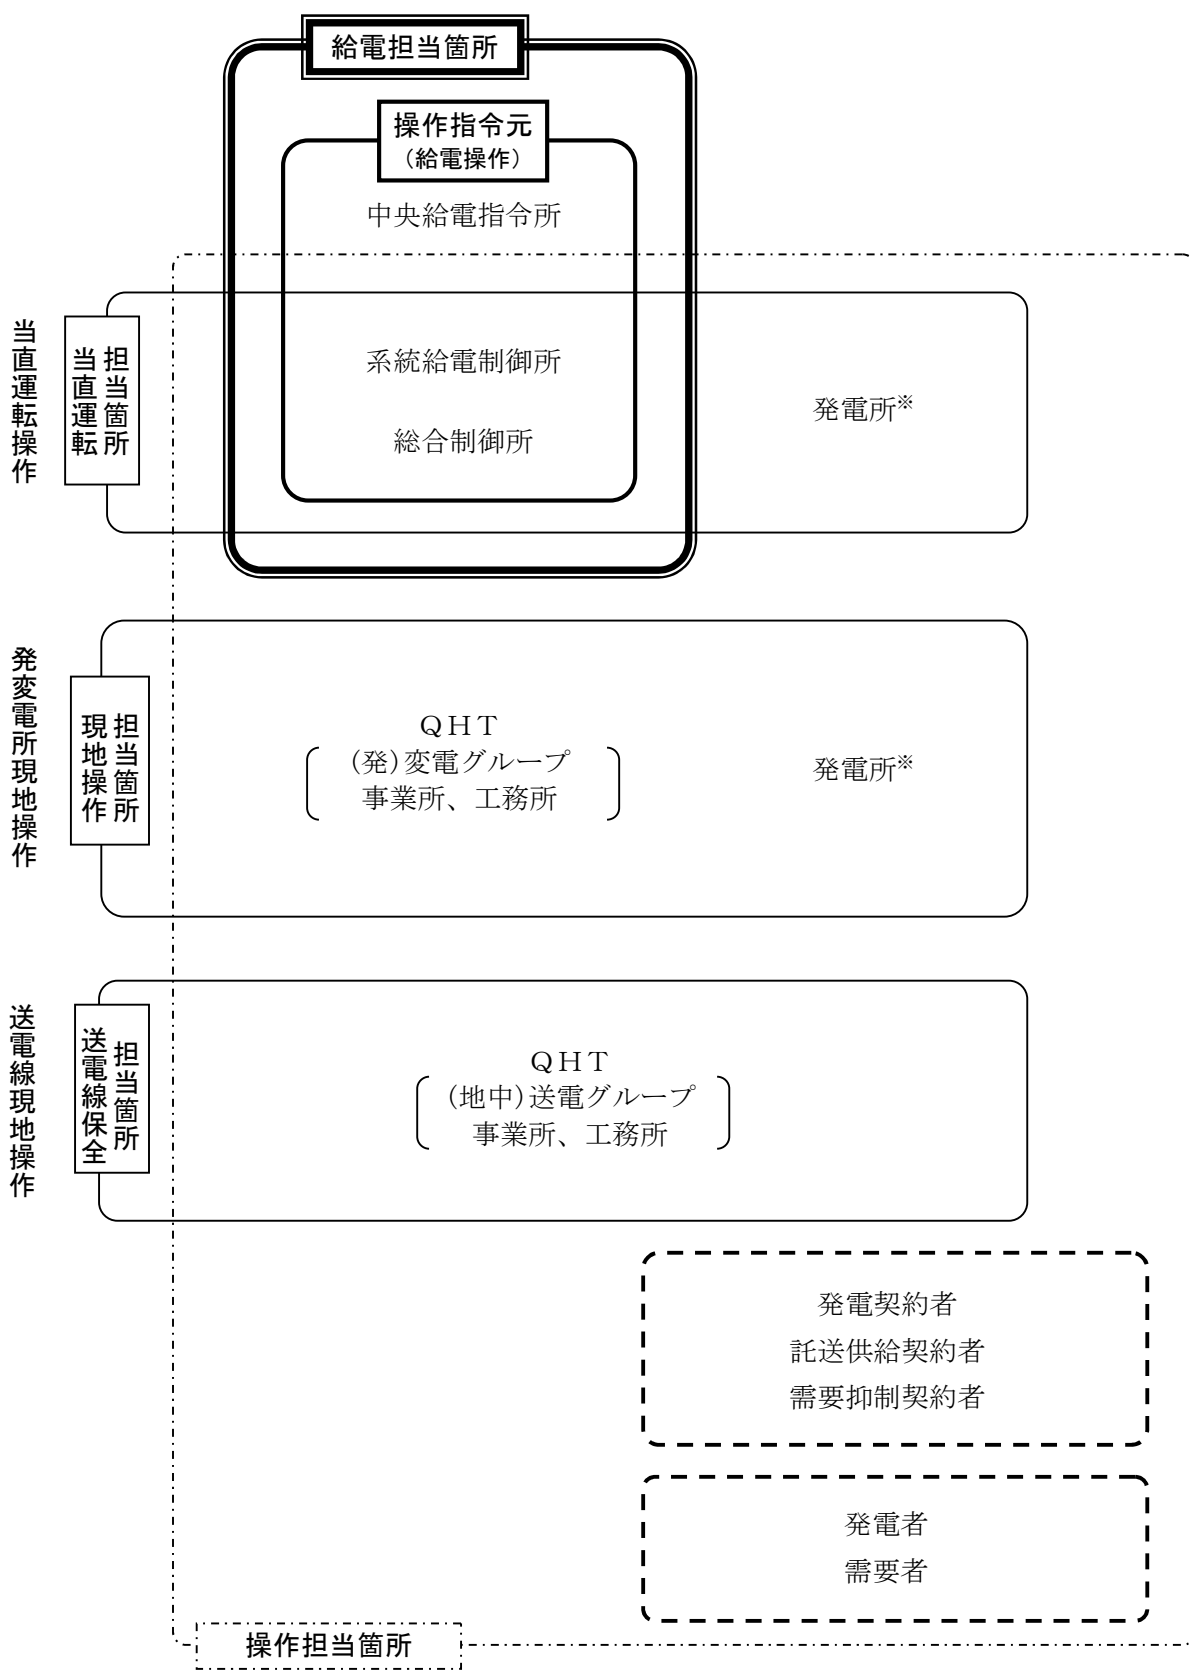 給電担当箇所
操作指令元
（給電操作）
中央給電指令所
当直運転操作
当直運転
担当箇所
系統給電制御所
総合制御所
発電所※
発変電所現地操作
現地操作
担当箇所
ＱＨＴ
(発)変電グループ
事業所、工務所
発電所※
送電線現地操作
送電線保全
担当箇所
ＱＨＴ
(地中)送電グループ
事業所、工務所
発電契約者
託送供給契約者
需要抑制契約者
発電者
需要者
操作担当箇所